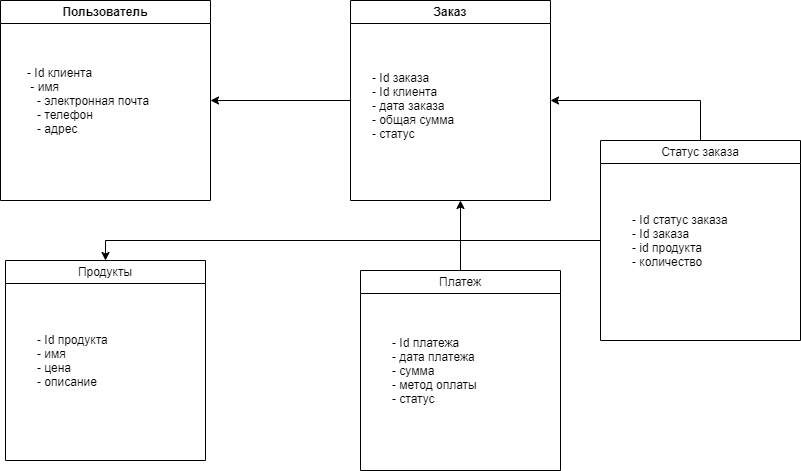 Пользователь
- Id клиента
- имя
- электронная почта
- телефон
- адрес
Заказ
- Id заказа
- Id клиента
- дата заказа
- общая сумма
- статус
Статус заказа
- Id статус заказа
- Id заказа
- id продукта
- количество
Продукты
- Id продукта
- имя
- цена
- описание
Платеж
- Id платежа
- дата платежа
- сумма
- метод оплаты
- статус